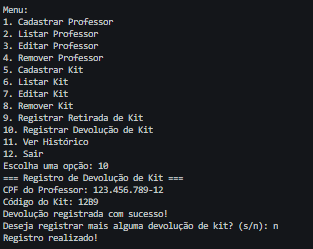 Menu:
1. Cadastrar Professor
2. Listar Professor
3. Editar Professor
4. Remover Professor
5. Cadastrar Kit
6. Listar Kit
7. Editar Kit
8. Remover Kit
9. Registrar Retirada de Kit
10. Registrar Devolução de Kit
11. Ver Histórico
12. Sair
Escolha uma opção: 10
=== Registro de Devolução de Kit ===
CPF do Professor: 123.456.789-12
Código do Kit: 12B9
Devolução registrada com sucesso!
Deseja registrar mais alguma devolução de kit? (s/n): n
Registro realizado!